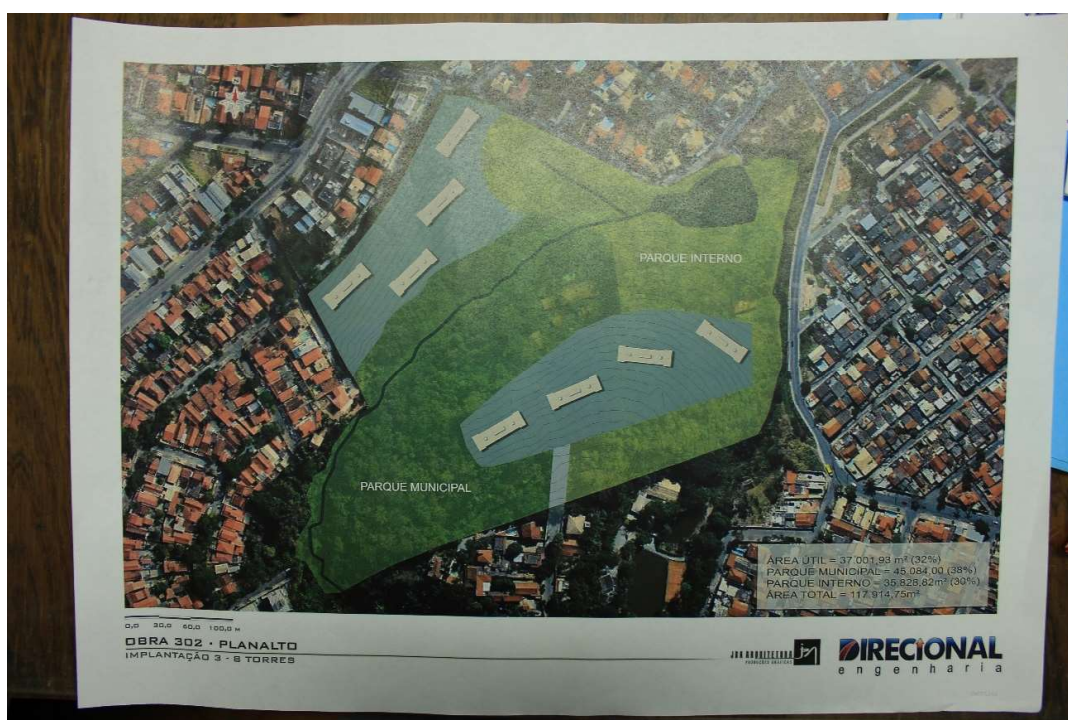 PARQUE INTERNO
PARQUE MUNICIPAL
ÁREA ÚTIL = 37.001,93 m² (32%)
PARQUE MUNICIPAL = 45.084,00 (38%)
PARQUE INTERNO = 35.828,82m² (30%)
ÁREA TOTAL = 117.914,75m²
0,0 30,0 60,0 100,0 M
OBRA 302 · PLANALTO
IMPLANTAÇÃO 3 - 8 TORRES
ARQUITETURA
DIRECIONAL
engenharia